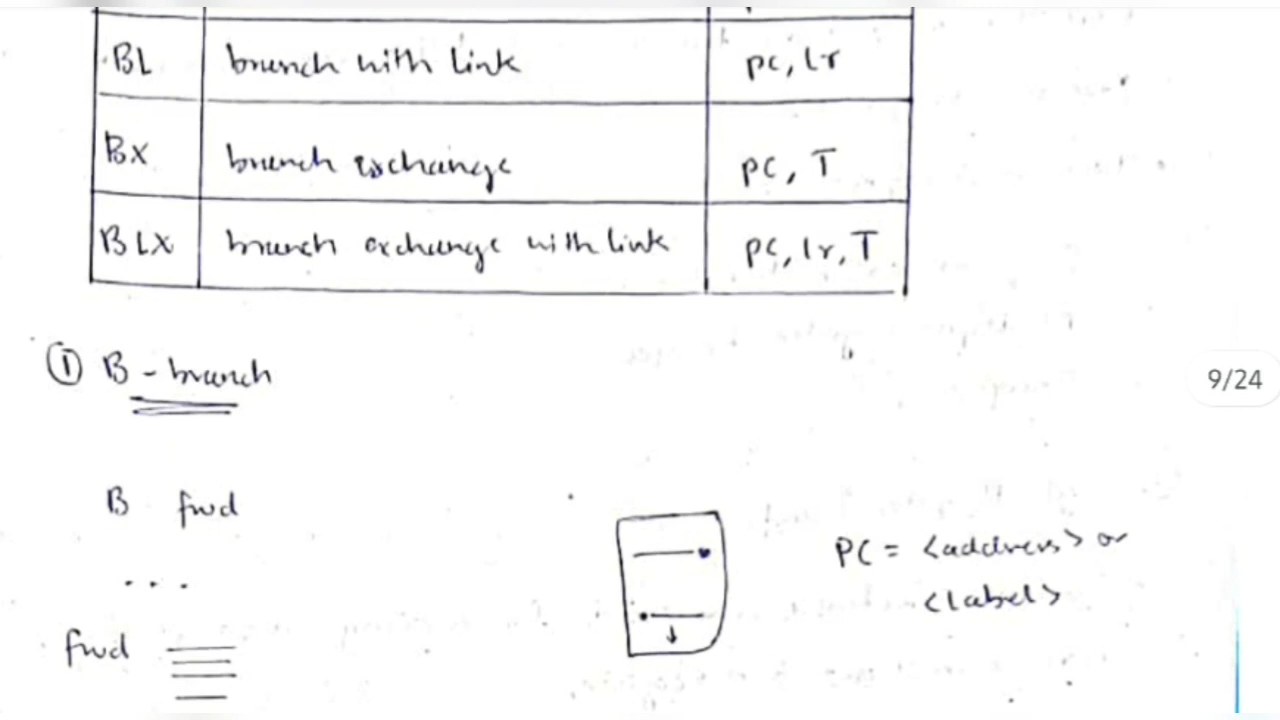 BL branch with link pc, lr
BX branch exchange pc, T
BLX branch exchange with link pc, lr, T
① B - branch
9/24
B fwd
PC = <address> or
<label>
...
fwd